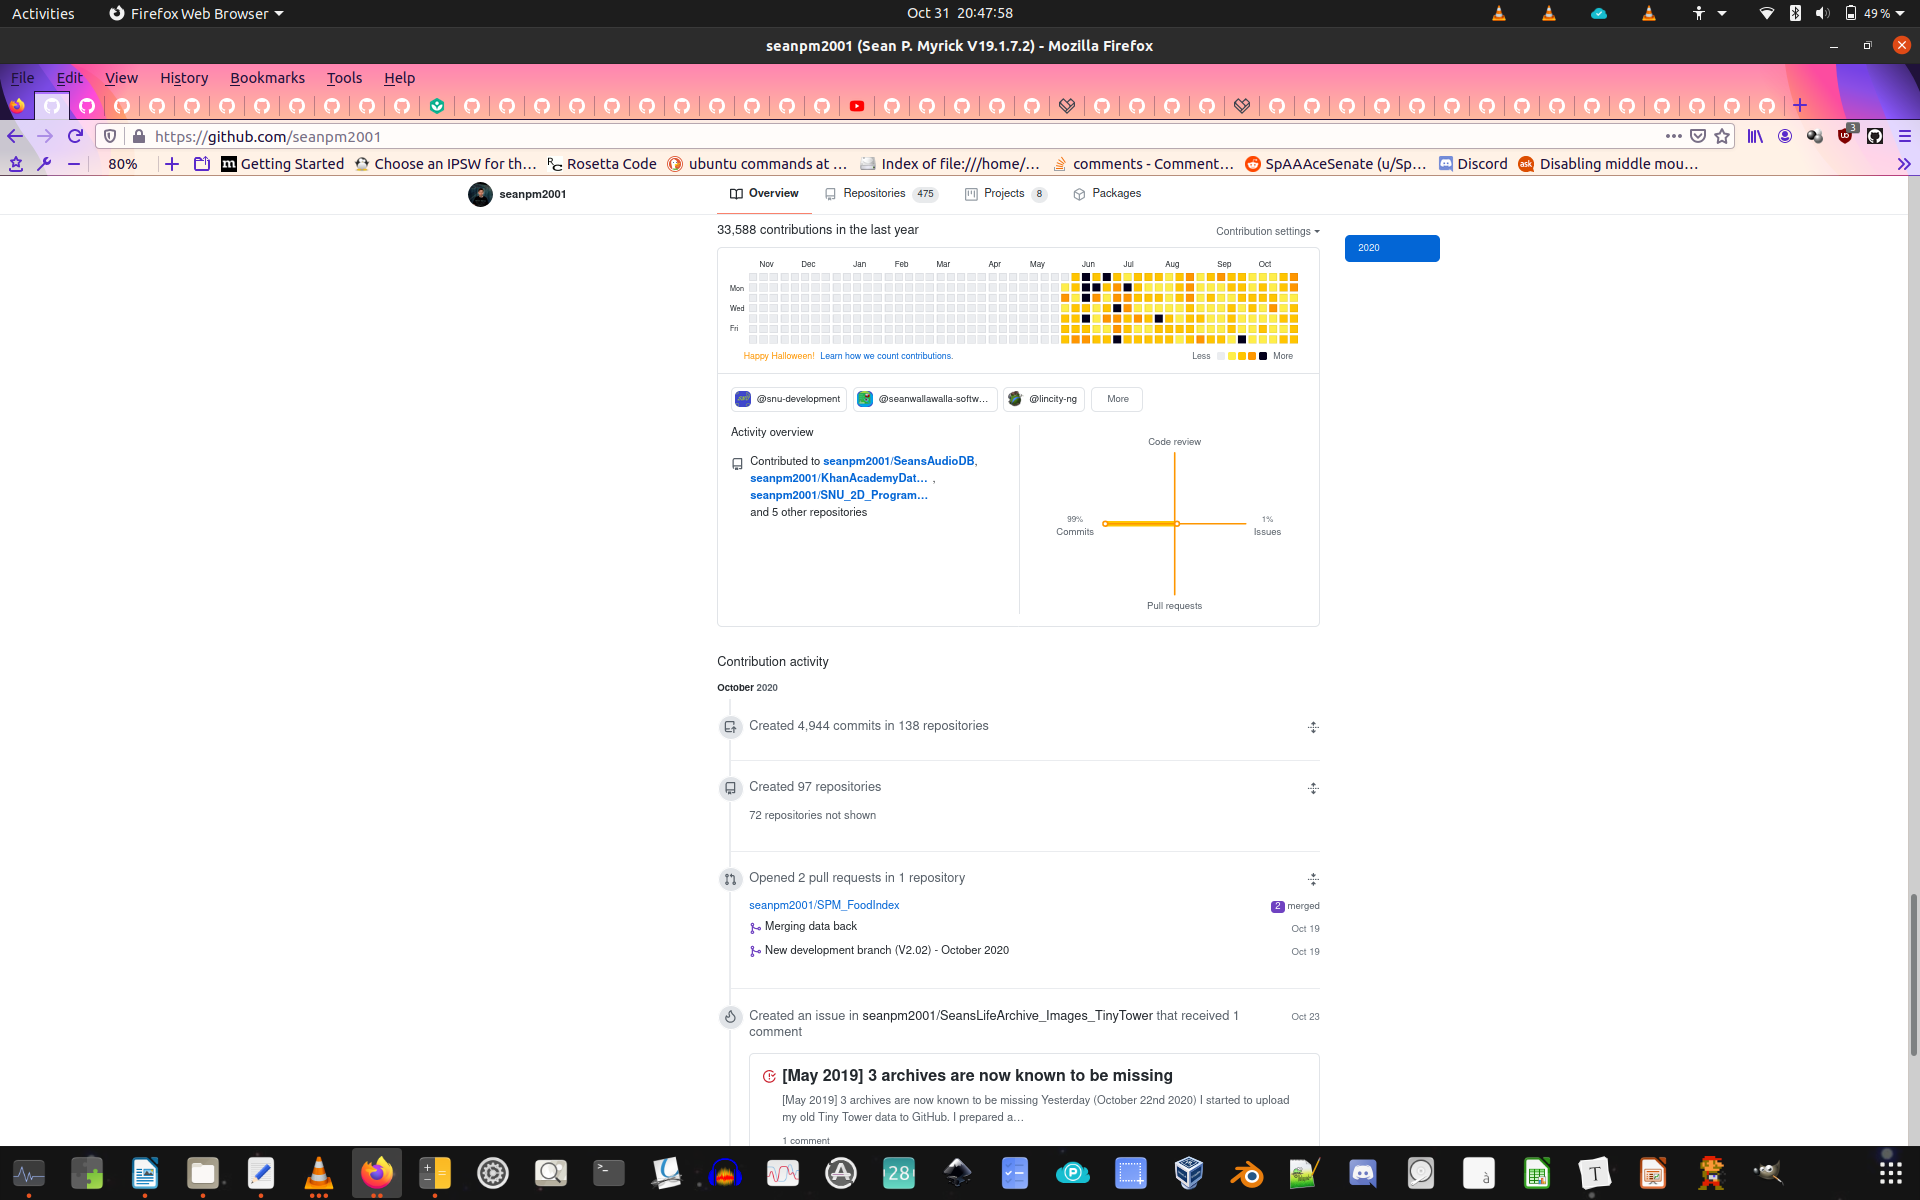 Activities
Firefox Web Browser
Oct 31 20:47:58
49 %
seanpm2001 (Sean P. Myrick V19.1.7.2) - Mozilla Firefox
File Edit View History Bookmarks Tools Help
https://github.com/seanpm2001
3
80%
Getting Started
Choose an IPSW for th…
Rosetta Code
ubuntu commands at …
Index of file:///home/…
comments - Comment…
SpAAAceSenate (u/Sp…
Discord
Disabling middle mou…
seanpm2001
Overview
Repositories 475
Projects 8
Packages
33,588 contributions in the last year
Contribution settings
2020
Nov Dec Jan Feb Mar Apr May Jun Jul Aug Sep Oct
Mon
Wed
Fri
Happy Halloween! Learn how we count contributions.
Less More
@snu-development
@seanwallawalla-softw…
@lincity-ng
More
Activity overview
Contributed to seanpm2001/SeansAudioDB,
seanpm2001/KhanAcademyDat… ,
seanpm2001/SNU_2D_Program…
and 5 other repositories
Code review
99%
Commits
1%
Issues
Pull requests
Contribution activity
October 2020
Created 4,944 commits in 138 repositories
Created 97 repositories
72 repositories not shown
Opened 2 pull requests in 1 repository
seanpm2001/SPM_FoodIndex
2 merged
Merging data back
Oct 19
New development branch (V2.02) - October 2020
Oct 19
Created an issue in seanpm2001/SeansLifeArchive_Images_TinyTower that received 1
comment
Oct 23
[May 2019] 3 archives are now known to be missing
[May 2019] 3 archives are now known to be missing Yesterday (October 22nd 2020) I started to upload
my old Tiny Tower data to GitHub. I prepared a…
1 comment
28